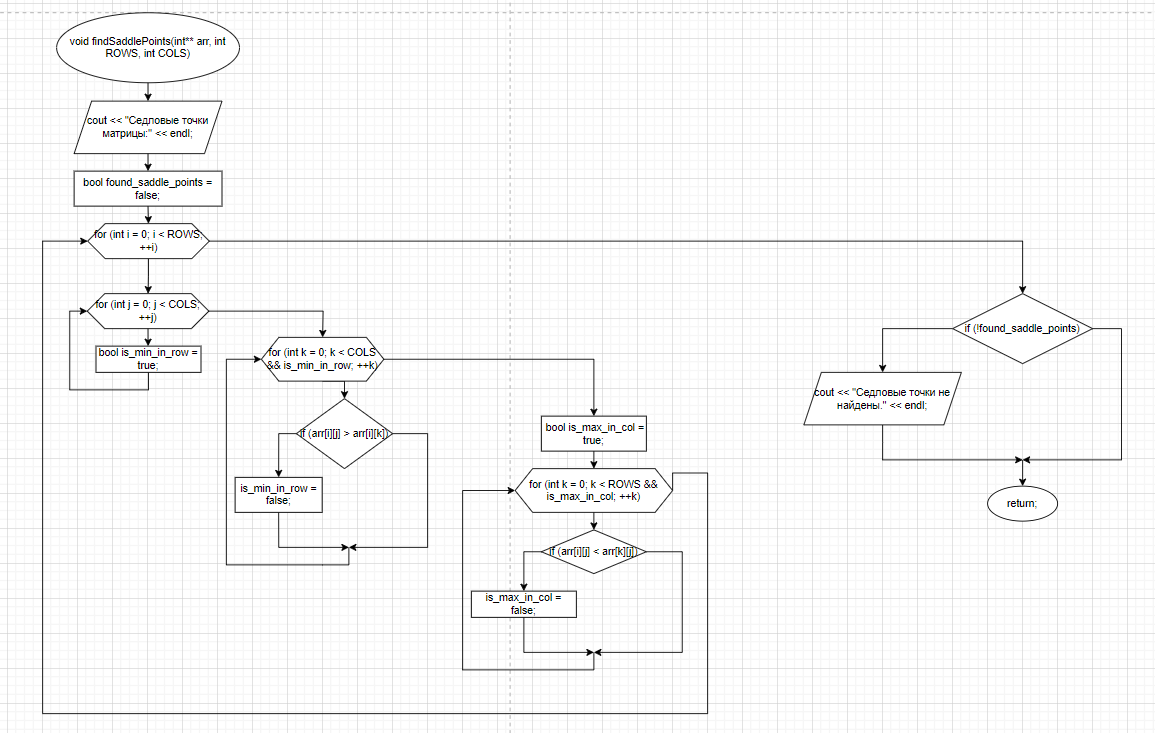 void findSaddlePoints(int** arr, int
ROWS, int COLS)
cout << "Седловые точки
матрицы:" << endl;
bool found_saddle_points =
false;
for (int i = 0; i < ROWS;
++i)
for (int j = 0; j < COLS;
++j)
bool is_min_in_row =
true;
for (int k = 0; k < COLS
&& is_min_in_row; ++k)
if (arr[i][j] > arr[i][k])
is_min_in_row =
false;
bool is_max_in_col =
true;
for (int k = 0; k < ROWS &&
is_max_in_col; ++k)
if (arr[i][j] < arr[k][j])
is_max_in_col =
false;
if (!found_saddle_points)
cout << "Седловые точки не
найдены." << endl;
return;